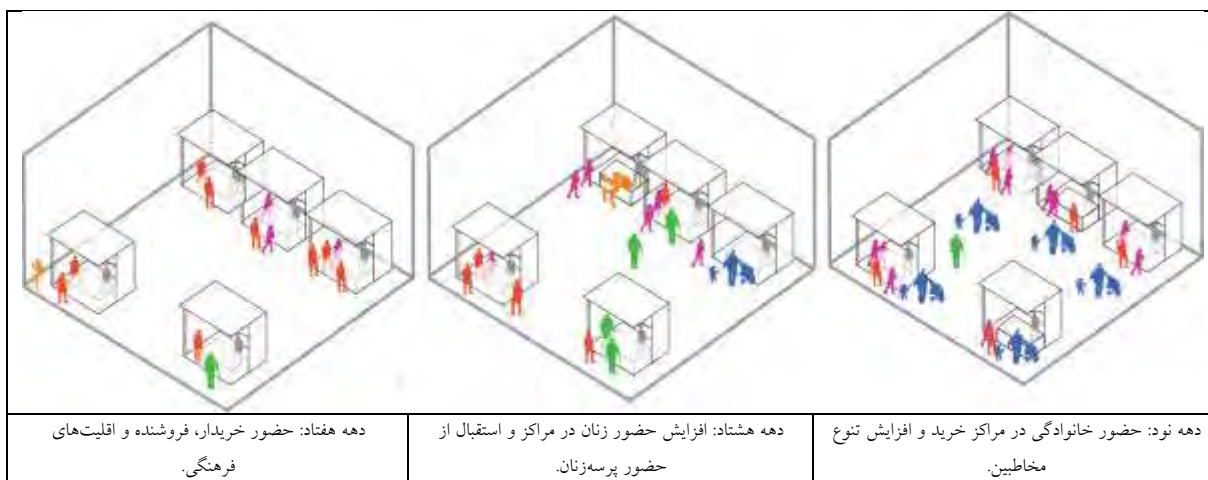 دهه هفتاد: حضور خریدار، فروشنده و اقلیت‌های
فرهنگی.
دهه هشتاد: افزایش حضور زنان در مراکز و استقبال از
حضور پرسه‌زنان.
دهه نود: حضور خانوادگی در مراکز خرید و افزایش تنوع
مخاطبین.